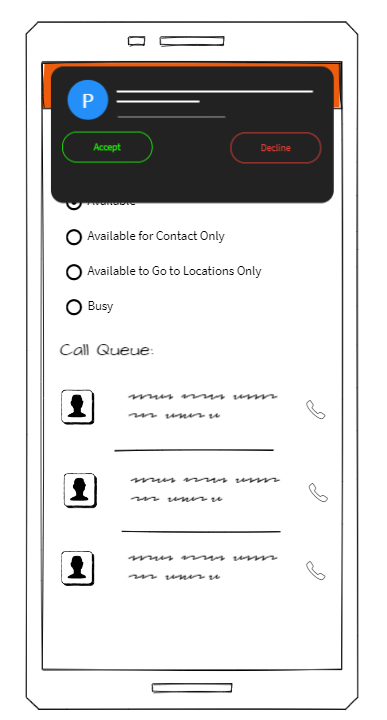 P
Accept
Decline
Available
Available for Contact Only
Available to Go to Locations Only
Busy
Call Queue: